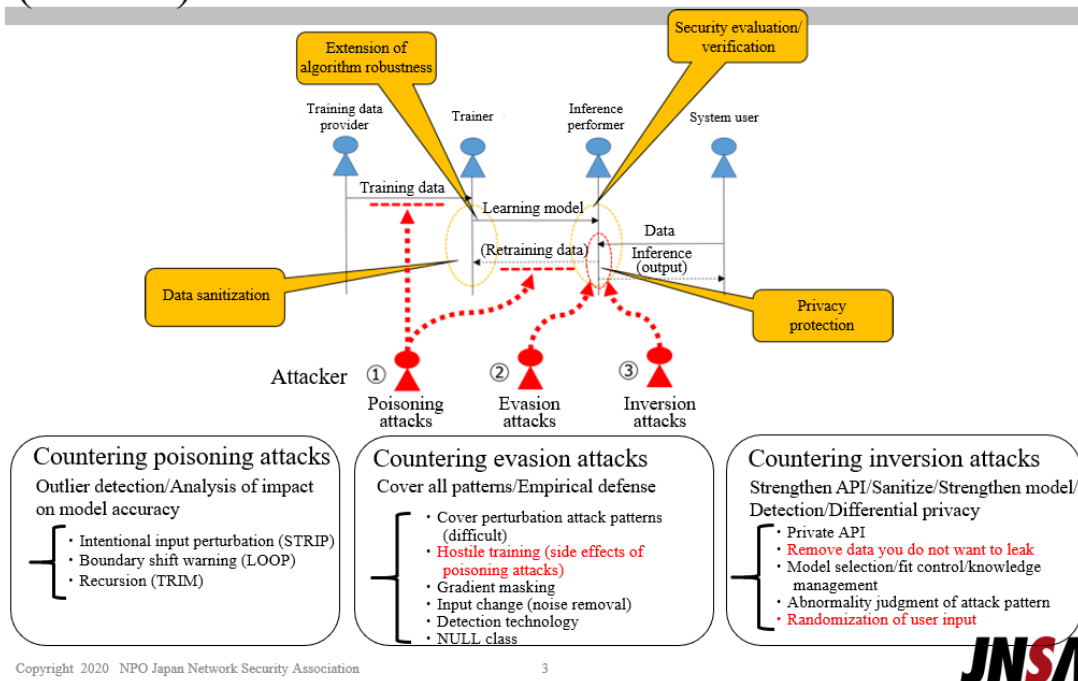 Security evaluation/
verification
Extension of
algorithm robustness
Training data
provider
Trainer
Inference
performer
System user
Training data
Learning model
Data
(Retraining data)
Inference
(output)
Data sanitization
Privacy
protection
Attacker
①
Poisoning
attacks
②
Evasion
attacks
③
Inversion
attacks
Countering poisoning attacks
Outlier detection/Analysis of impact
on model accuracy
・Intentional input perturbation (STRIP)
・Boundary shift warning (LOOP)
・Recursion (TRIM)
Countering evasion attacks
Cover all patterns/Empirical defense
・Cover perturbation attack patterns
(difficult)
・Hostile training (side effects of
poisoning attacks)
・Gradient masking
・Input change (noise removal)
・Detection technology
・NULL class
Countering inversion attacks
Strengthen API/Sanitize/Strengthen model/
Detection/Differential privacy
・Private API
・Remove data you do not want to leak
・Model selection/fit control/knowledge
management
・Abnormality judgment of attack pattern
・Randomization of user input
Copyright 2020 NPO Japan Network Security Association
3
JNSA